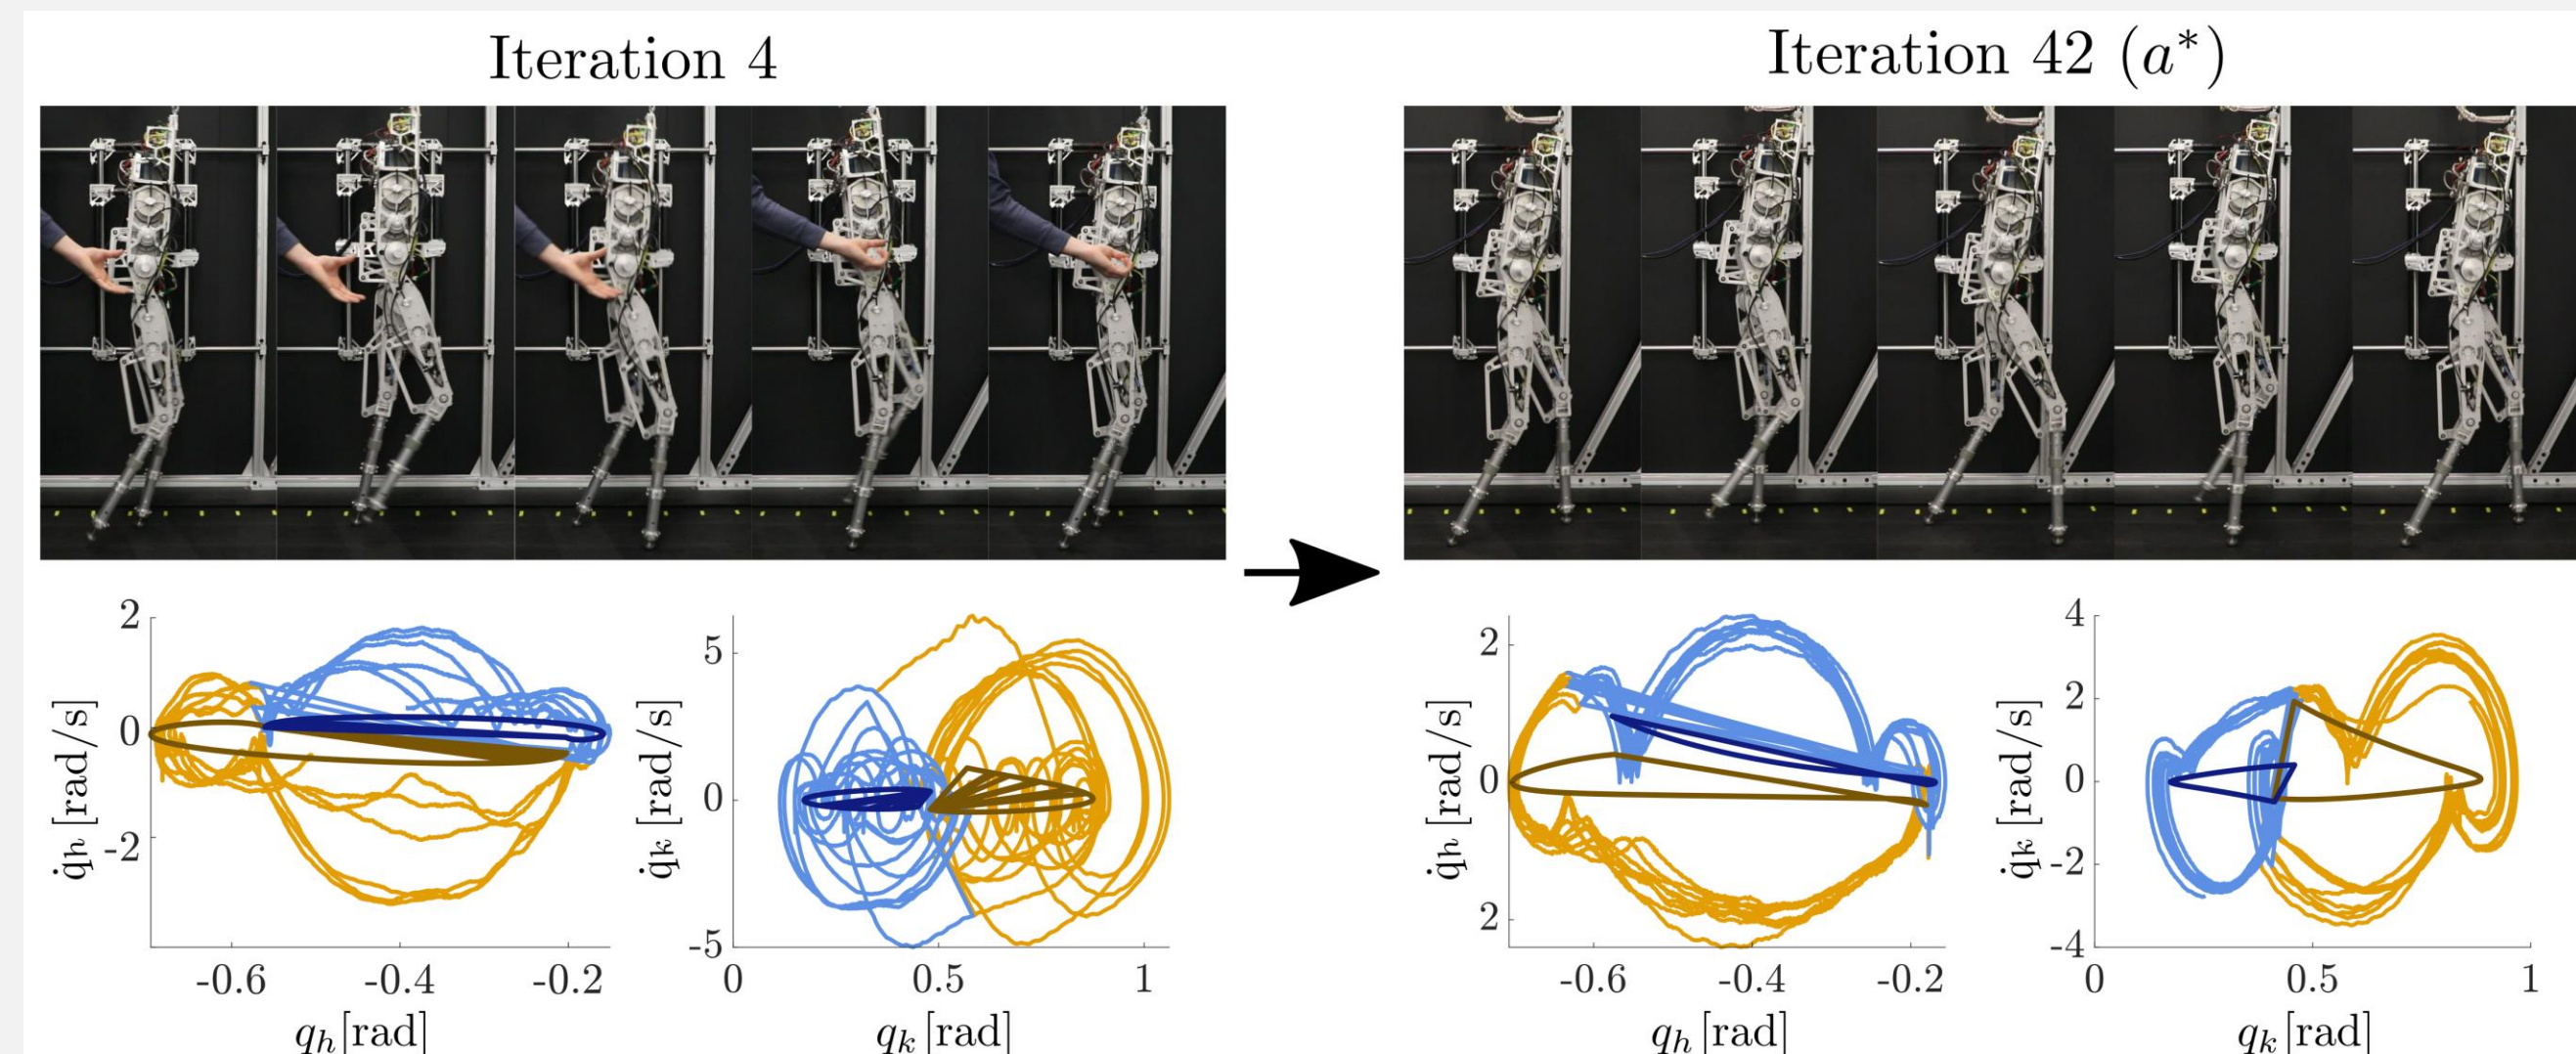 Iteration 4
Iteration 42 (a*)
2
0
-2
q̇h [rad/s]
-0.6 -0.4 -0.2
qh[rad]
5
0
-5
q̇k [rad/s]
0 0.5 1
qk[rad]
2
0
2
q̇h [rad/s]
-0.6 -0.4 -0.2
qh[rad]
4
2
0
-2
-4
q̇k [rad/s]
0 0.5 1
qk[rad]